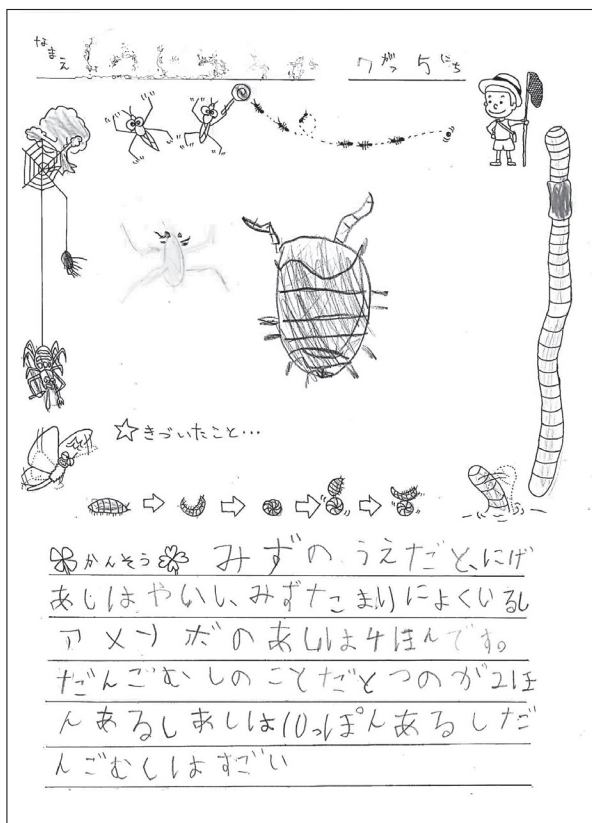 なまえ
7がつ5にち
☆きづいたこと…
かんそう みずの うえだと、にげ
あしはやいし、みずたまりによくいるし
アメンボのあしは4ほんです。
だんごむしのことだとつのが2ほ
んあるしあしは10っぽんあるしだ
んごむしはすごい